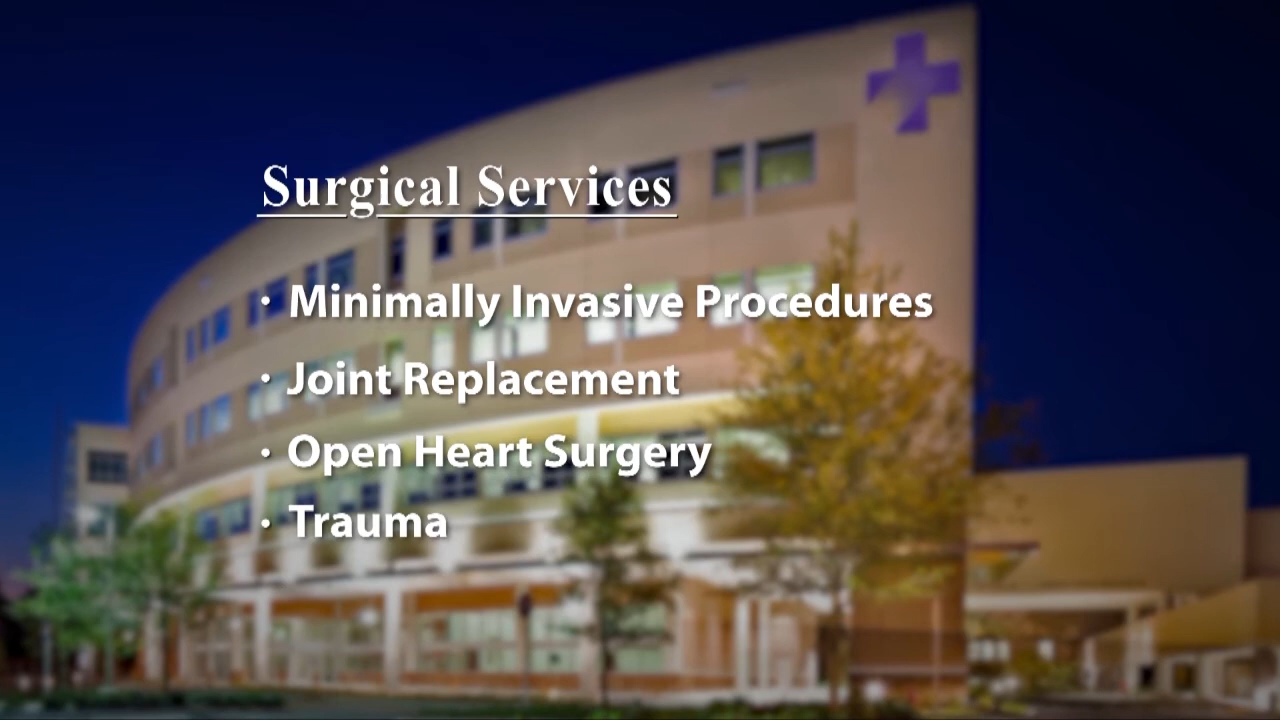 Surgical Services
· Minimally Invasive Procedures
· Joint Replacement
· Open Heart Surgery
· Trauma